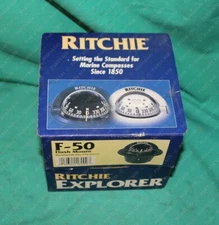 RITCHIE
Setting the Standard for
Marine Compasses
Since 1850
F-50
Flush Mount
RITCHIE
EXPLORER